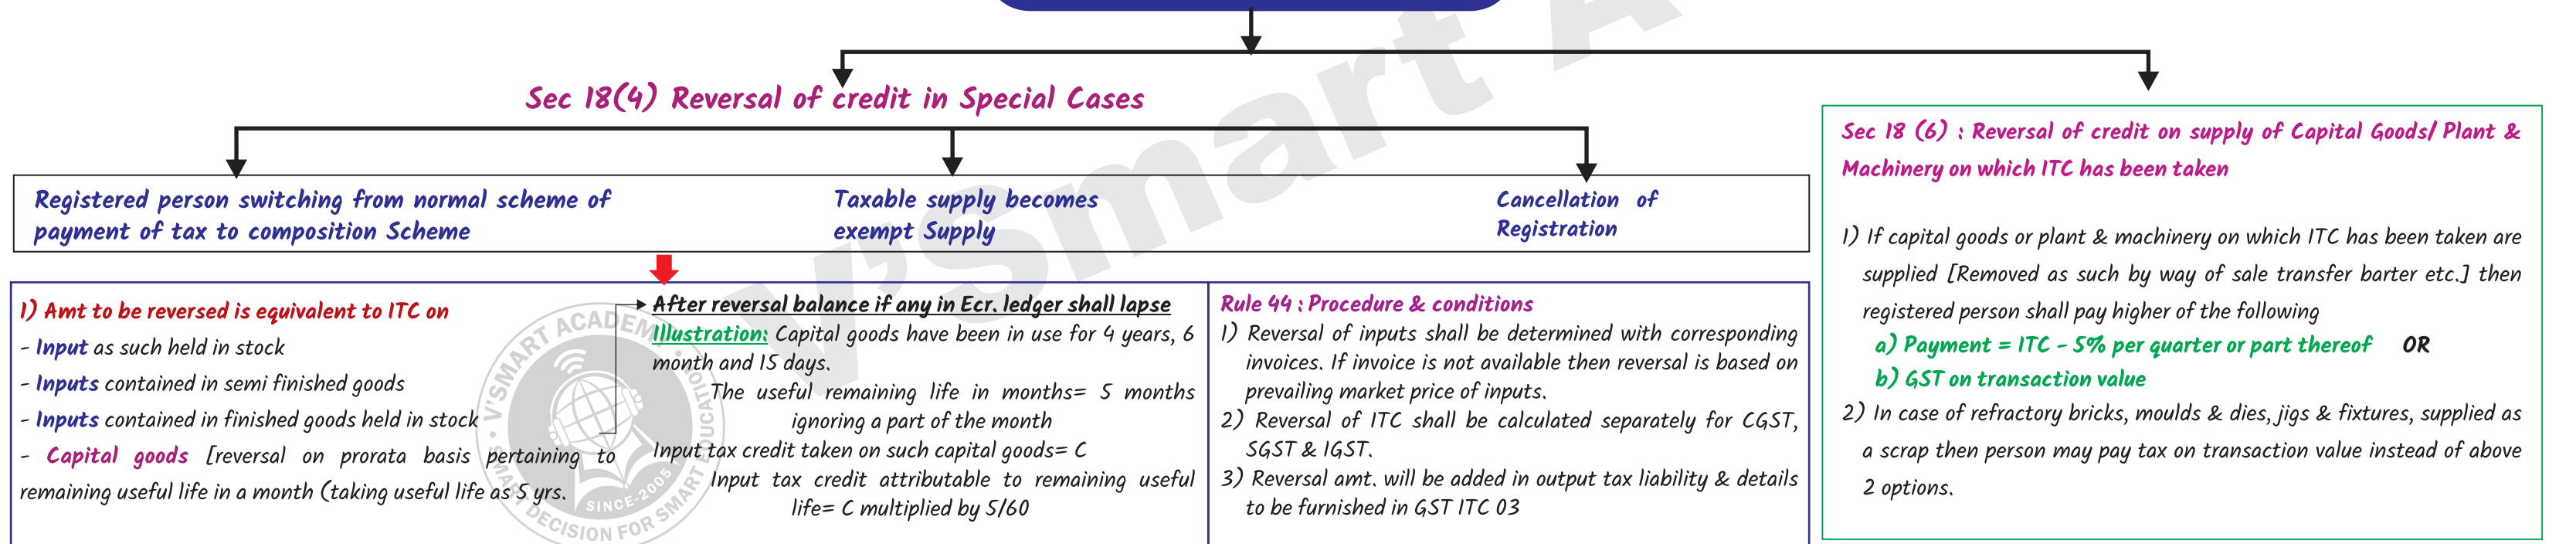 Sec 18(4) Reversal of credit in Special Cases
Registered person switching from normal scheme of
payment of tax to composition Scheme
Taxable supply becomes
exempt Supply
Cancellation of
Registration
1) Amt to be reversed is equivalent to ITC on
- Input as such held in stock
- Inputs contained in semi finished goods
- Inputs contained in finished goods held in stock
- Capital goods [reversal on prorata basis pertaining to
remaining useful life in a month (taking useful life as 5 yrs.
After reversal balance if any in Ecr. ledger shall lapse
Illustration: Capital goods have been in use for 4 years, 6
month and 15 days.
The useful remaining life in months= 5 months
ignoring a part of the month
Input tax credit taken on such capital goods= C
Input tax credit attributable to remaining useful
life= C multiplied by 5/60
Rule 44 : Procedure & conditions
1) Reversal of inputs shall be determined with corresponding
invoices. If invoice is not available then reversal is based on
prevailing market price of inputs.
2) Reversal of ITC shall be calculated separately for CGST,
SGST & IGST.
3) Reversal amt. will be added in output tax liability & details
to be furnished in GST ITC 03
Sec 18 (6) : Reversal of credit on supply of Capital Goods/ Plant &
Machinery on which ITC has been taken
1) If capital goods or plant & machinery on which ITC has been taken are
supplied [Removed as such by way of sale transfer barter etc.] then
registered person shall pay higher of the following
a) Payment = ITC - 5% per quarter or part thereof OR
b) GST on transaction value
2) In case of refractory bricks, moulds & dies, jigs & fixtures, supplied as
a scrap then person may pay tax on transaction value instead of above
2 options.
V'Smart A
V'SMART ACADEMY
SMART DECISION FOR SMART EDUCATION
SINCE-2005